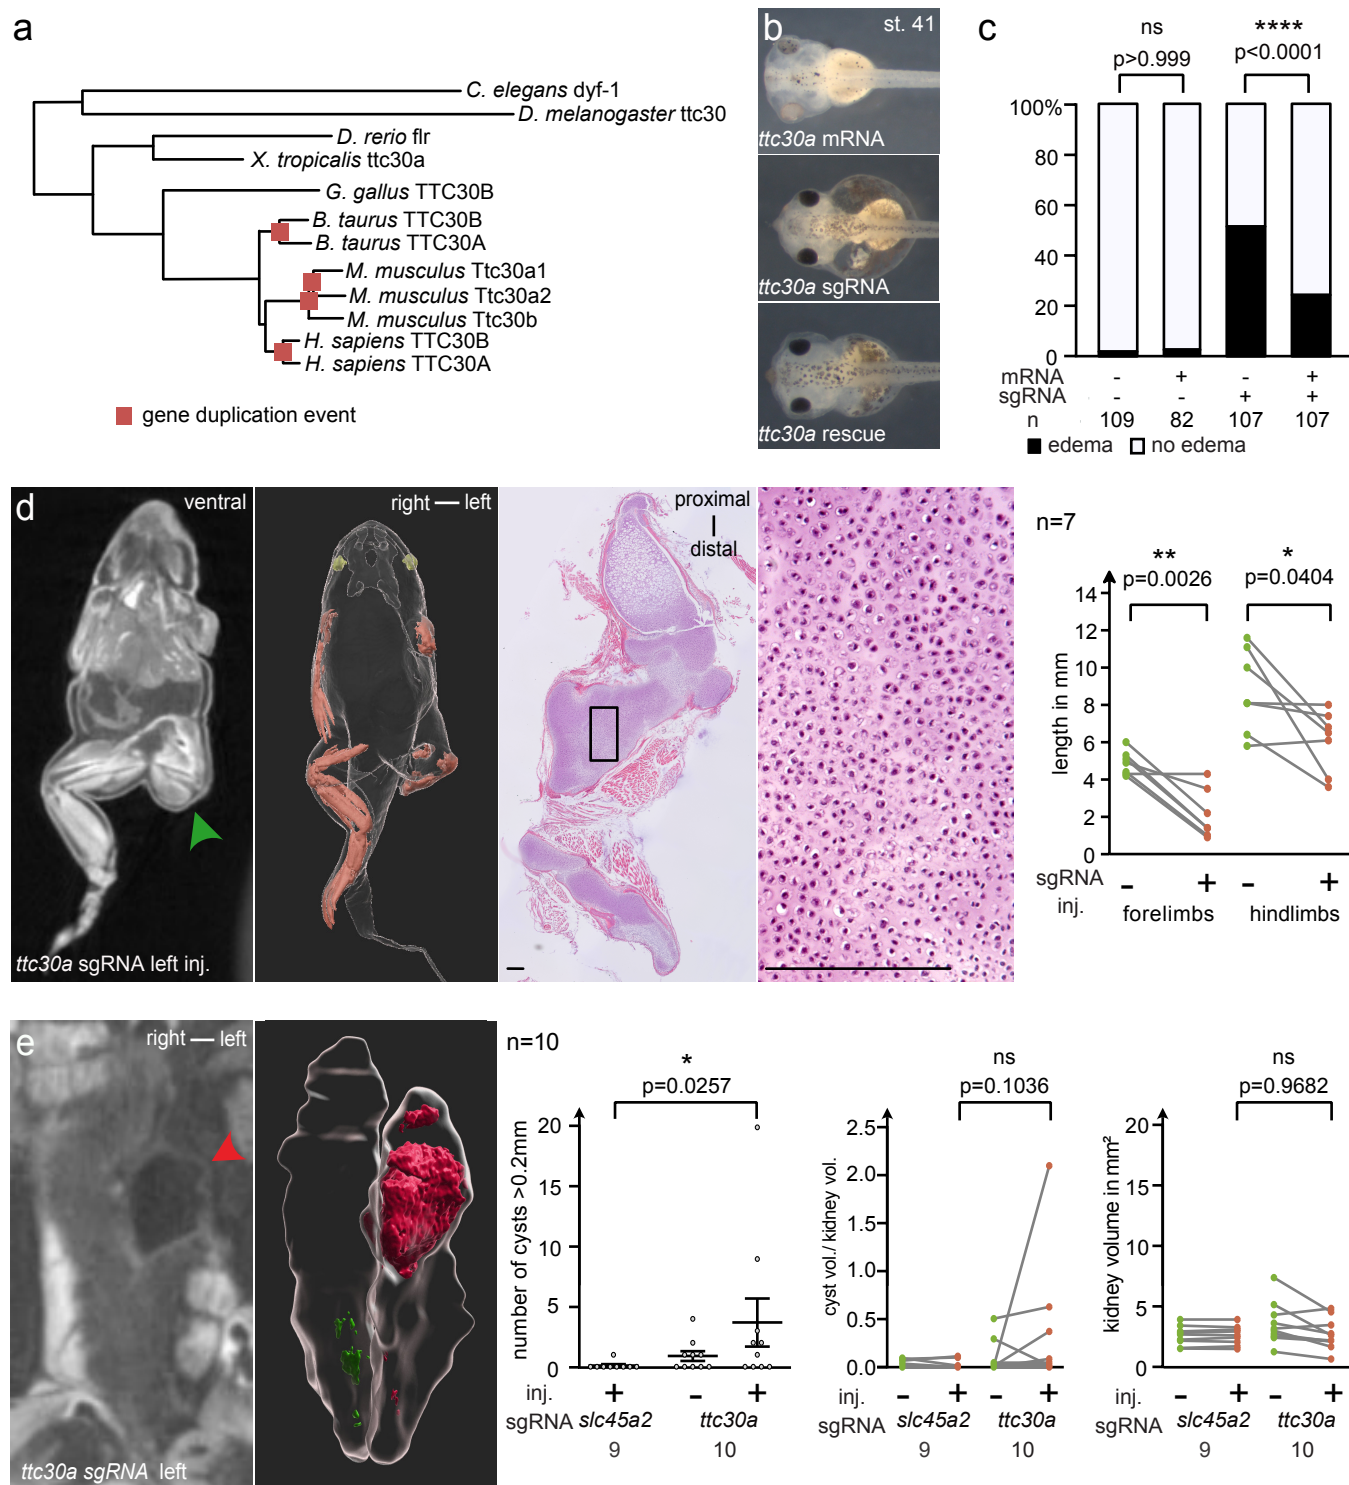 a
C. elegans dyf-1
D. melanogaster ttc30
D. rerio flr
X. tropicalis ttc30a
G. gallus TTC30B
B. taurus TTC30B
B. taurus TTC30A
M. musculus Ttc30a1
M. musculus Ttc30a2
M. musculus Ttc30b
H. sapiens TTC30B
H. sapiens TTC30A
gene duplication event
b
st. 41
ttc30a mRNA
ttc30a sgRNA
ttc30a rescue
c
ns
****
p>0.999
p<0.0001
100%
80
60
40
20
0
mRNA - + - +
sgRNA - - + +
n 109 82 107 107
edema no edema
d
ventral
ttc30a sgRNA left inj.
right — left
proximal
distal
n=7
** *
p=0.0026 p=0.0404
length in mm
14
12
10
8
6
4
2
0
sgRNA
inj.
- + - +
forelimbs hindlimbs
e
right — left
ttc30a sgRNA left
n=10
*
p=0.0257
number of cysts >0.2mm
20
15
10
5
0
inj. + - +
sgRNA slc45a2 ttc30a
9 10
ns
p=0.1036
cyst vol./ kidney vol.
2.5
2.0
1.5
1.0
0.5
0.0
inj. - + - +
sgRNA slc45a2 ttc30a
9 10
ns
p=0.9682
kidney volume in mm²
20
15
10
5
0
inj. - + - +
sgRNA slc45a2 ttc30a
9 10